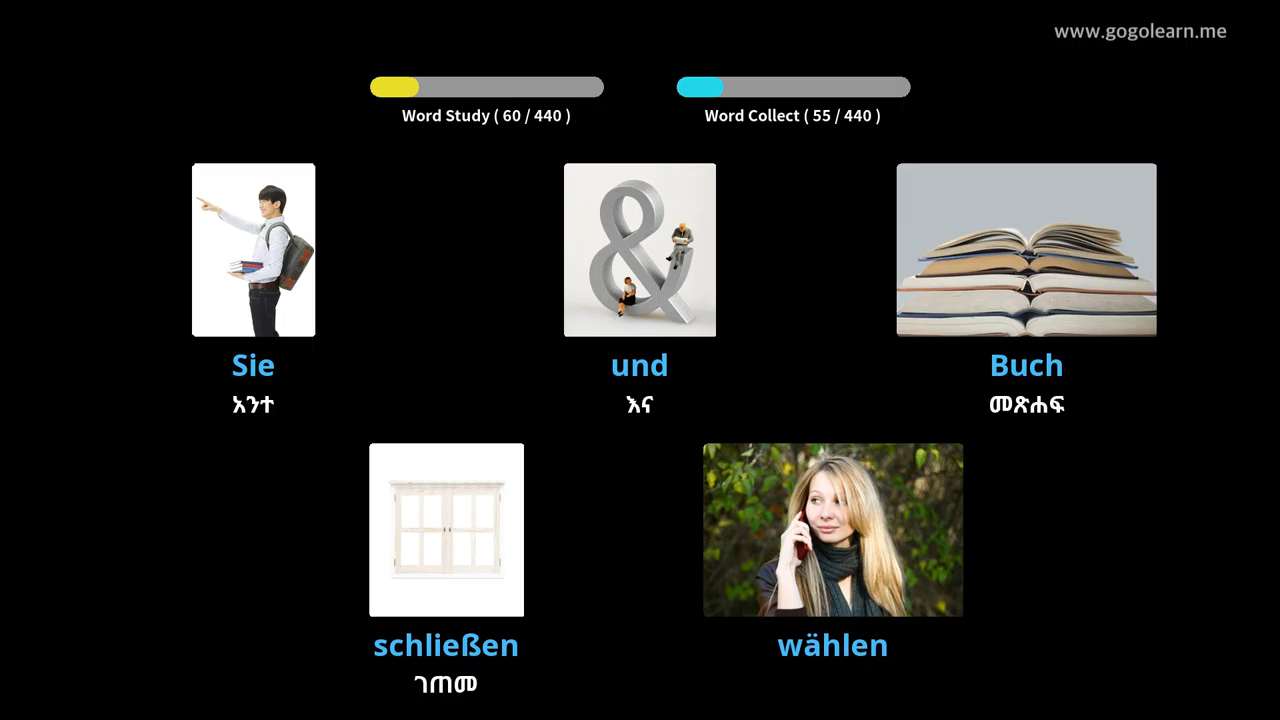 www.gogolearn.me
Word Study ( 60 / 440 )
Word Collect ( 55 / 440 )
Sie
አንተ
und
እና
Buch
መጽሐፍ
schließen
ገጠመ
wählen